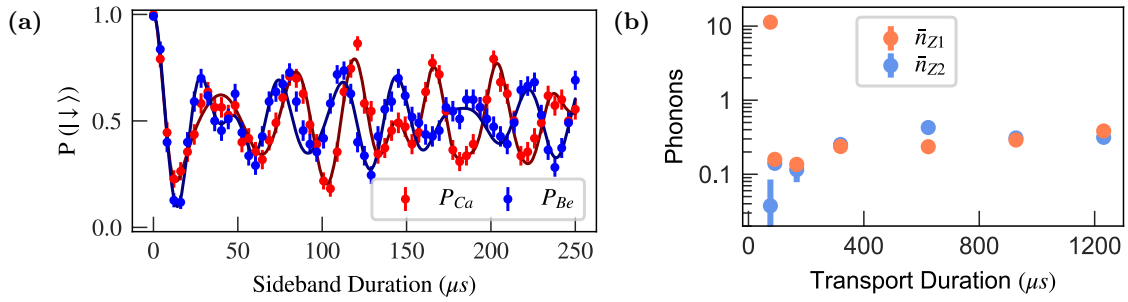 (a)
P (|↓⟩)
1.0
0.5
0.0
P_Ca
P_Be
0 50 100 150 200 250
Sideband Duration (μs)
(b)
Phonons
10
1
0.1
n̄_Z1
n̄_Z2
0 400 800 1200
Transport Duration (μs)